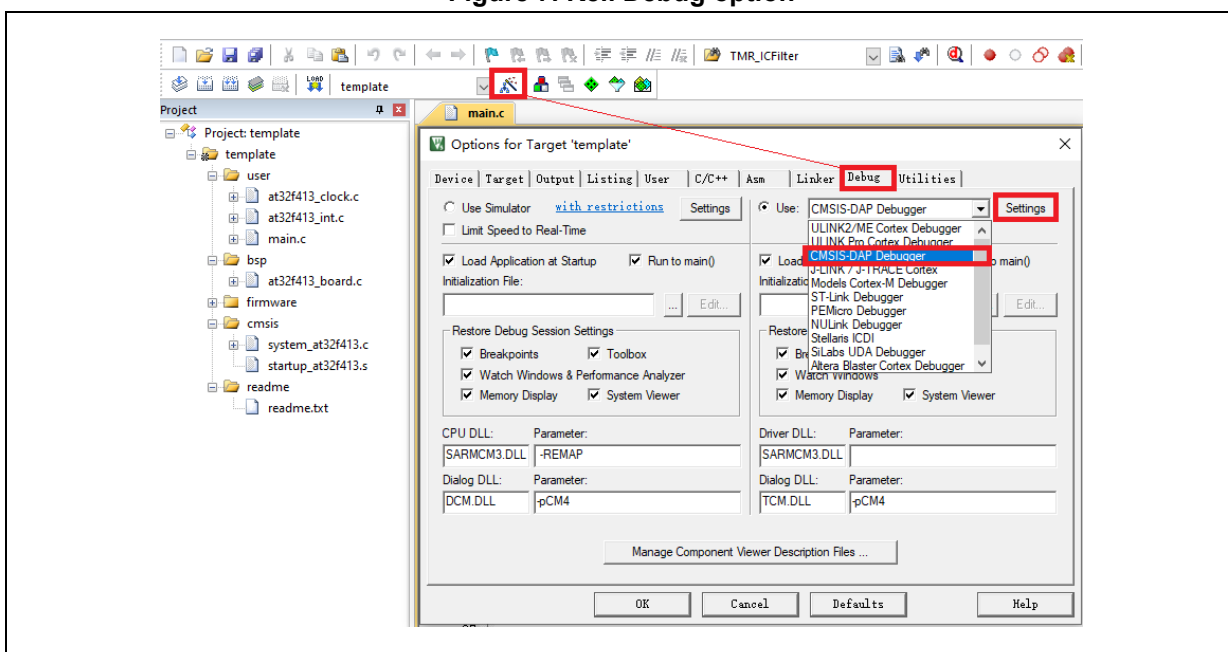 TMR_ICFilter
LOAD
template
Project
Project: template
template
user
at32f413_clock.c
at32f413_int.c
main.c
bsp
at32f413_board.c
firmware
cmsis
system_at32f413.c
startup_at32f413.s
readme
readme.txt
main.c
Options for Target 'template'
Device Target Output Listing User C/C++ Asm Linker Debug Utilities
Use Simulator with restrictions Settings
Limit Speed to Real-Time
Use: CMSIS-DAP Debugger Settings
ULINK2/ME Cortex Debugger
ULINK Pro Cortex Debugger
CMSIS-DAP Debugger
J-LINK / J-TRACE Cortex
Models Cortex-M Debugger
ST-Link Debugger
PEMicro Debugger
NULink Debugger
Stellaris ICDI
SiLabs UDA Debugger
Altera Blaster Cortex Debugger
Load Application at Startup Run to main()
Initialization File:
... Edit...
Load main()
Edit...
Restore Debug Session Settings
Breakpoints Toolbox
Watch Windows & Performance Analyzer
Memory Display System Viewer
Restore
Watch Windows
Memory Display System Viewer
CPU DLL: Parameter:
SARMCM3.DLL -REMAP
Dialog DLL: Parameter:
DCM.DLL -pCM4
Driver DLL: Parameter:
SARMCM3.DLL
Dialog DLL: Parameter:
TCM.DLL -pCM4
Manage Component Viewer Description Files ...
OK Cancel Defaults Help